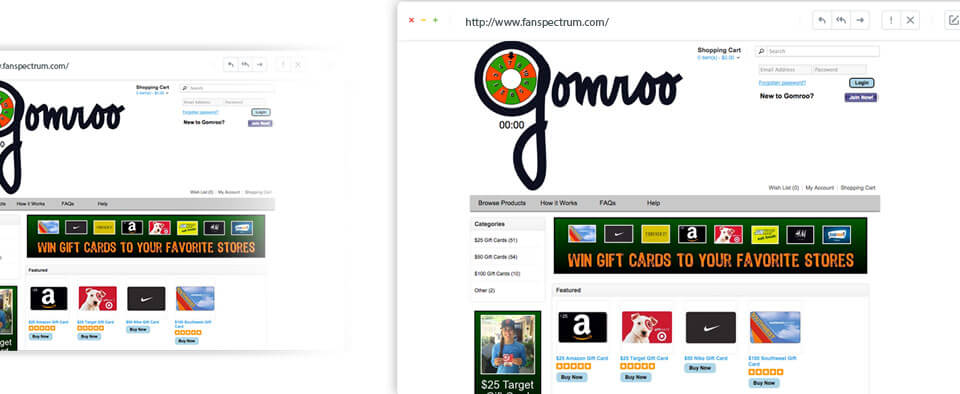 w.fanspectrum.com/
Shopping Cart
0 item(s) - $0.00
Search
Email Address Password
Forgotten password? Login
New to Gomroo? Join Now!
omroo
00:00
Wish List (0) My Account Shopping Cart
ucts How it Works FAQs Help
WIN GIFT CARDS TO YOUR FAVORITE STORES
Featured
$25 Amazon Gift Card $25 Target Gift Card $50 Nike Gift Card $100 Southwest Gift Card
Buy Now Buy Now Buy Now Buy Now
http://www.fanspectrum.com/
Shopping Cart
0 item(s) - $0.00
Search
Email Address Password
Forgotten password? Login
New to Gomroo? Join Now!
gomroo
00:00
Wish List (0) My Account Shopping Cart
Browse Products How it Works FAQs Help
Categories
$25 Gift Cards (51)
$50 Gift Cards (54)
$100 Gift Cards (10)
Other (2)
WIN GIFT CARDS TO YOUR FAVORITE STORES
Featured
$25 Amazon Gift Card $25 Target Gift Card $50 Nike Gift Card $100 Southwest Gift Card
Buy Now Buy Now Buy Now Buy Now
$25 Target